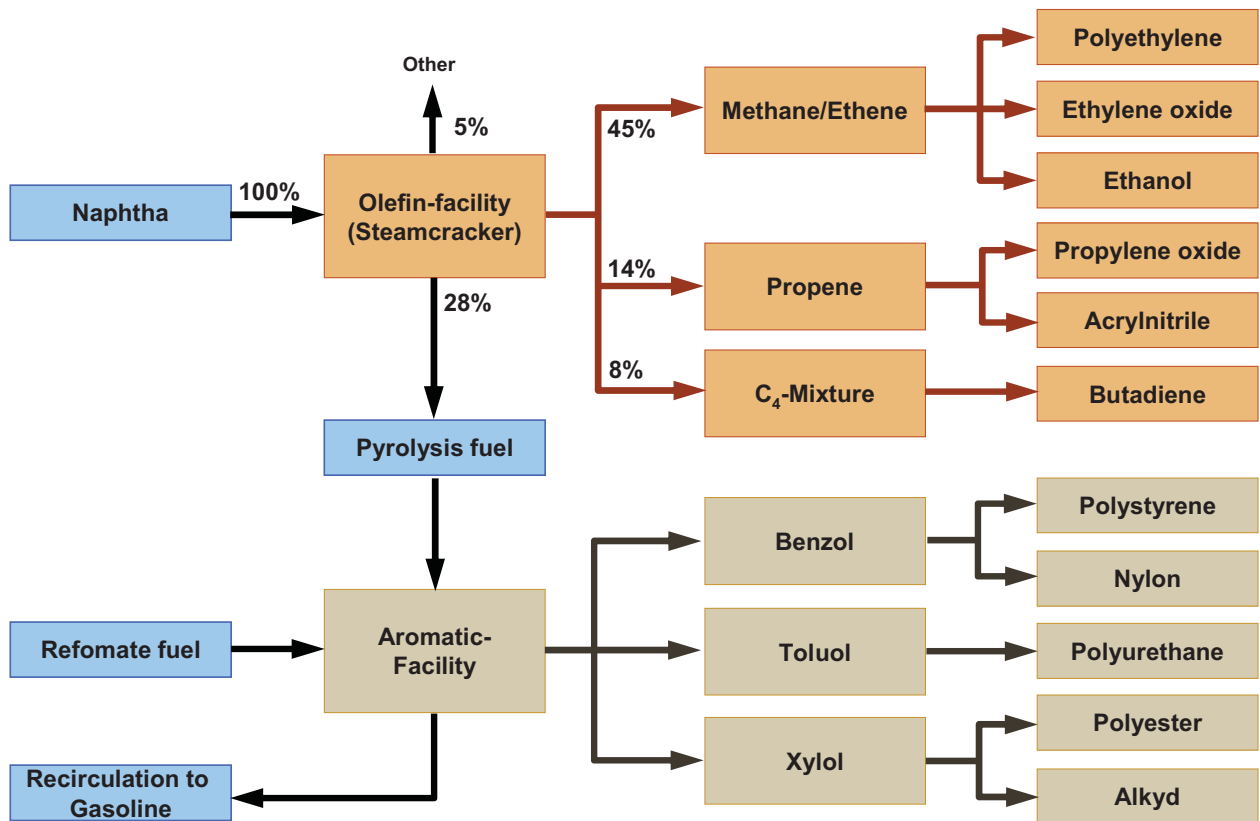 Other
5%
Naphtha
100%
Olefin-facility
(Steamcracker)
28%
45%
Methane/Ethene
Polyethylene
Ethylene oxide
Ethanol
14%
Propene
Propylene oxide
Acrylnitrile
8%
C₄-Mixture
Butadiene
Pyrolysis fuel
Refomate fuel
Aromatic-
Facility
Benzol
Polystyrene
Nylon
Toluol
Polyurethane
Xylol
Polyester
Alkyd
Recirculation to
Gasoline